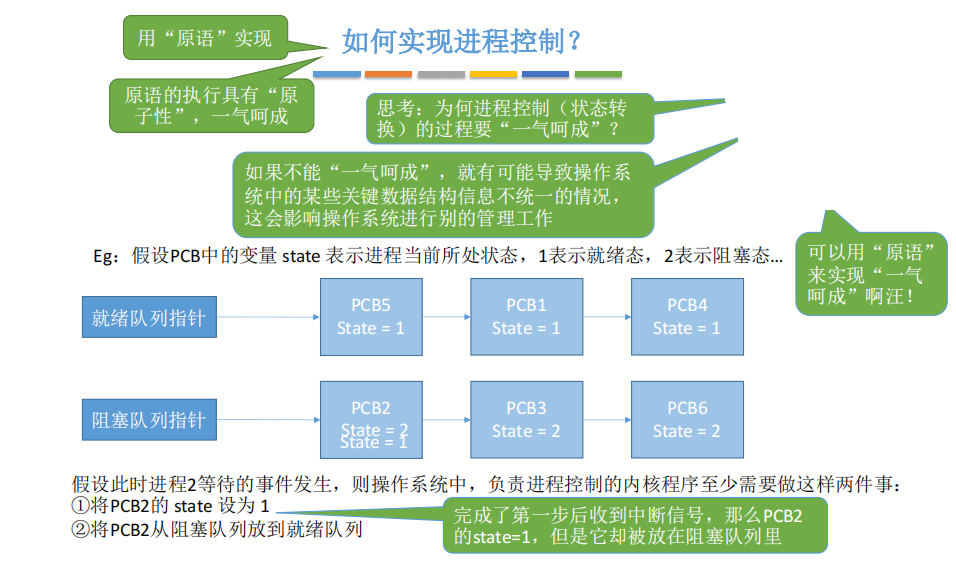 用“原语”实现
如何实现进程控制？
原语的执行具有“原
子性”，一气呵成
思考：为何进程控制（状态转
换）的过程要“一气呵成”？
如果不能“一气呵成”，就有可能导致操作系
统中的某些关键数据结构信息不统一的情况，
这会影响操作系统进行别的管理工作
可以用“原语”
来实现“一气
呵成”啊汪！
Eg：假设PCB中的变量 state 表示进程当前所处状态，1表示就绪态，2表示阻塞态…
就绪队列指针
PCB5
State = 1
PCB1
State = 1
PCB4
State = 1
阻塞队列指针
PCB2
State = 2
State = 1
PCB3
State = 2
PCB6
State = 2
假设此时进程2等待的事件发生，则操作系统中，负责进程控制的内核程序至少需要做这样两件事：
①将PCB2的 state 设为 1
②将PCB2从阻塞队列放到就绪队列
完成了第一步后收到中断信号，那么PCB2
的state=1，但是它却被放在阻塞队列里